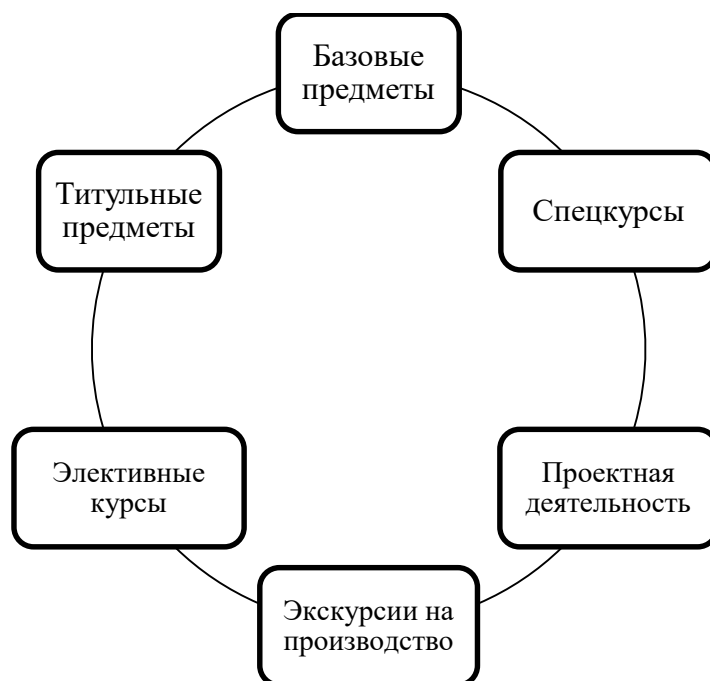 Базовые
предметы
Спецкурсы
Проектная
деятельность
Экскурсии на
производство
Элективные
курсы
Титульные
предметы